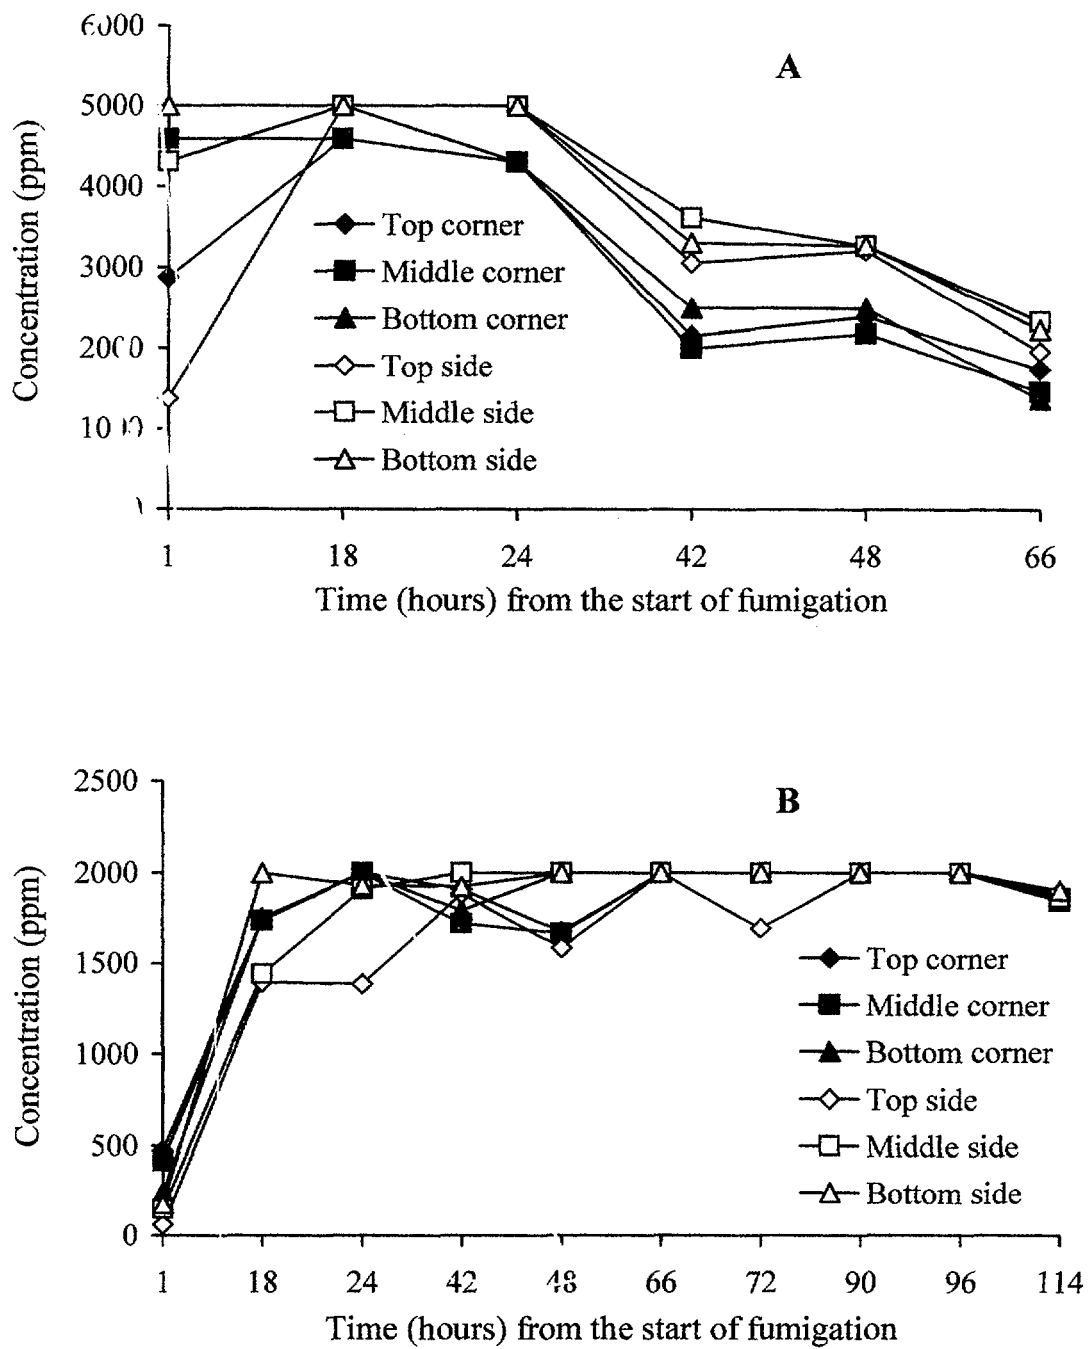 6000
A
5000
4000
3000
2000
1000
Concentration (ppm)
Top corner
Middle corner
Bottom corner
Top side
Middle side
Bottom side
1 18 24 42 48 66
Time (hours) from the start of fumigation
2500
B
2000
1500
1000
500
0
Concentration (ppm)
Top corner
Middle corner
Bottom corner
Top side
Middle side
Bottom side
1 18 24 42 48 66 72 90 96 114
Time (hours) from the start of fumigation